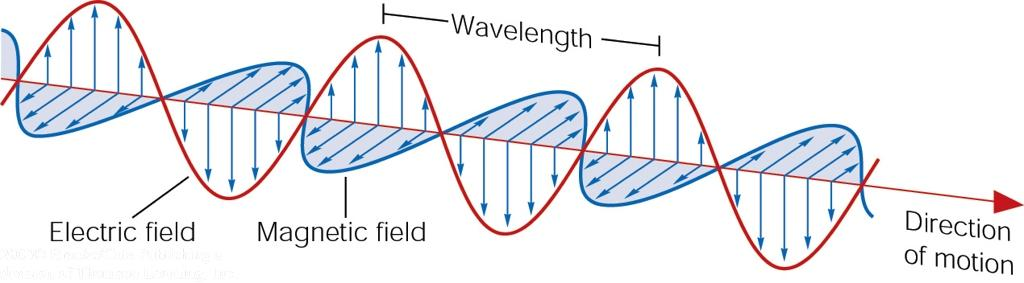 Wavelength
Electric field
Magnetic field
Direction
of motion